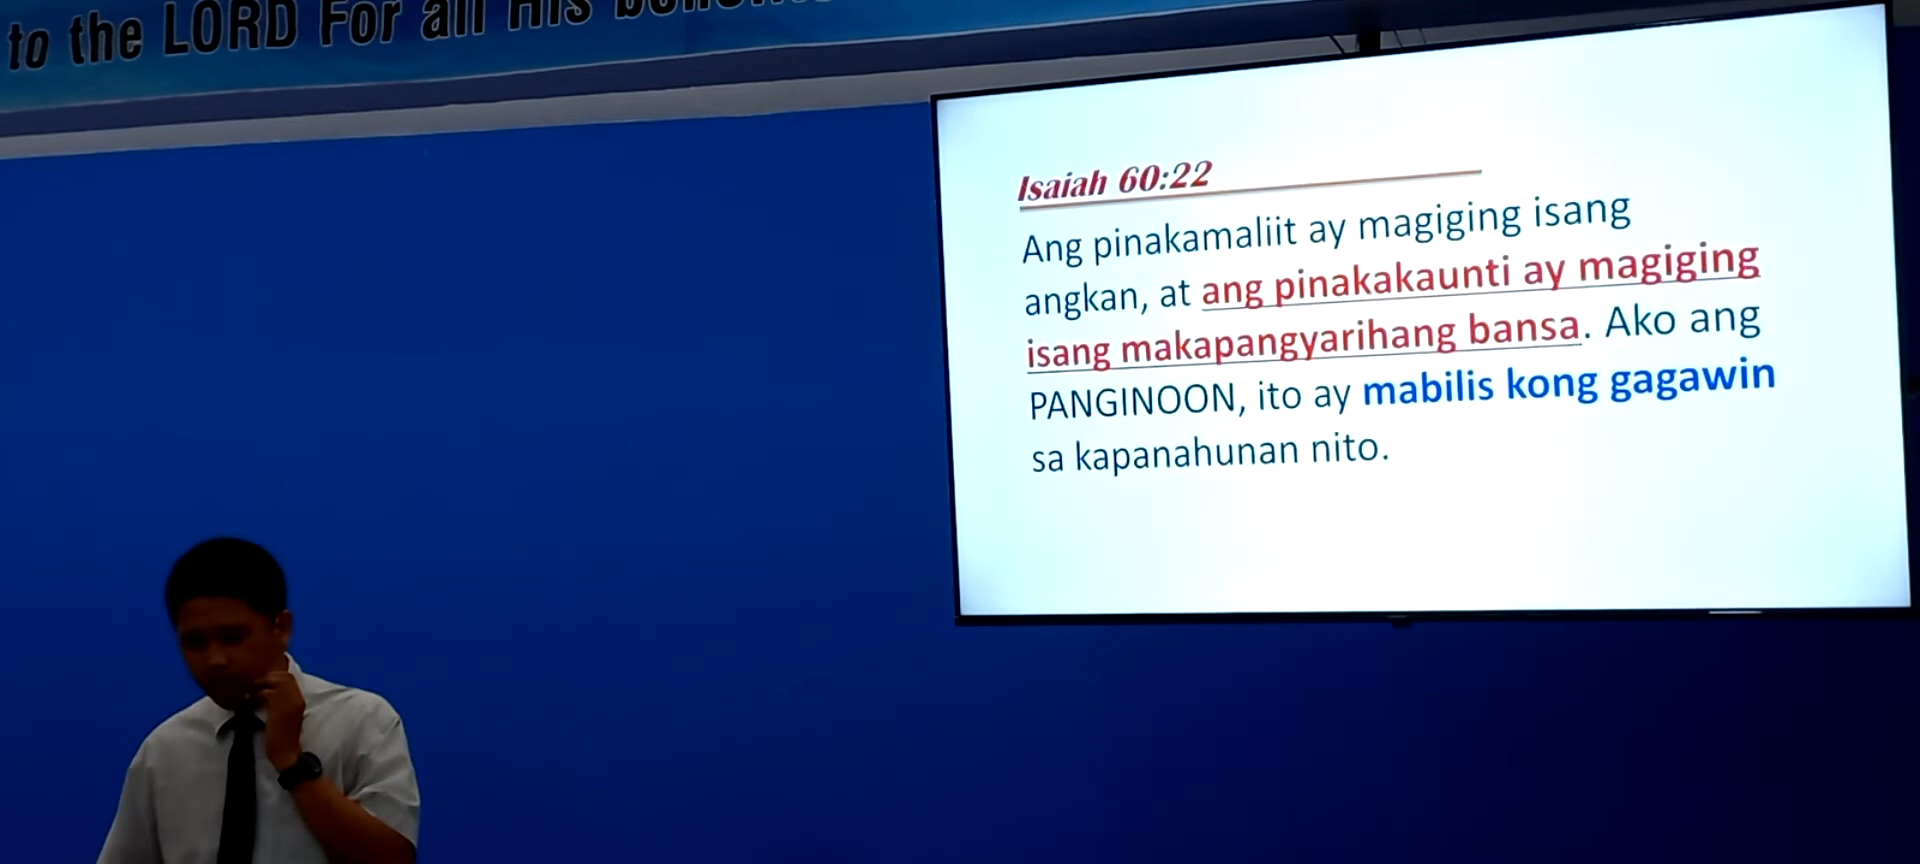 to the LORD For all His
Isaiah 60:22
Ang pinakamaliit ay magiging isang
angkan, at ang pinakakaunti ay magiging
isang makapangyarihang bansa. Ako ang
PANGINOON, ito ay mabilis kong gagawin
sa kapanahunan nito.